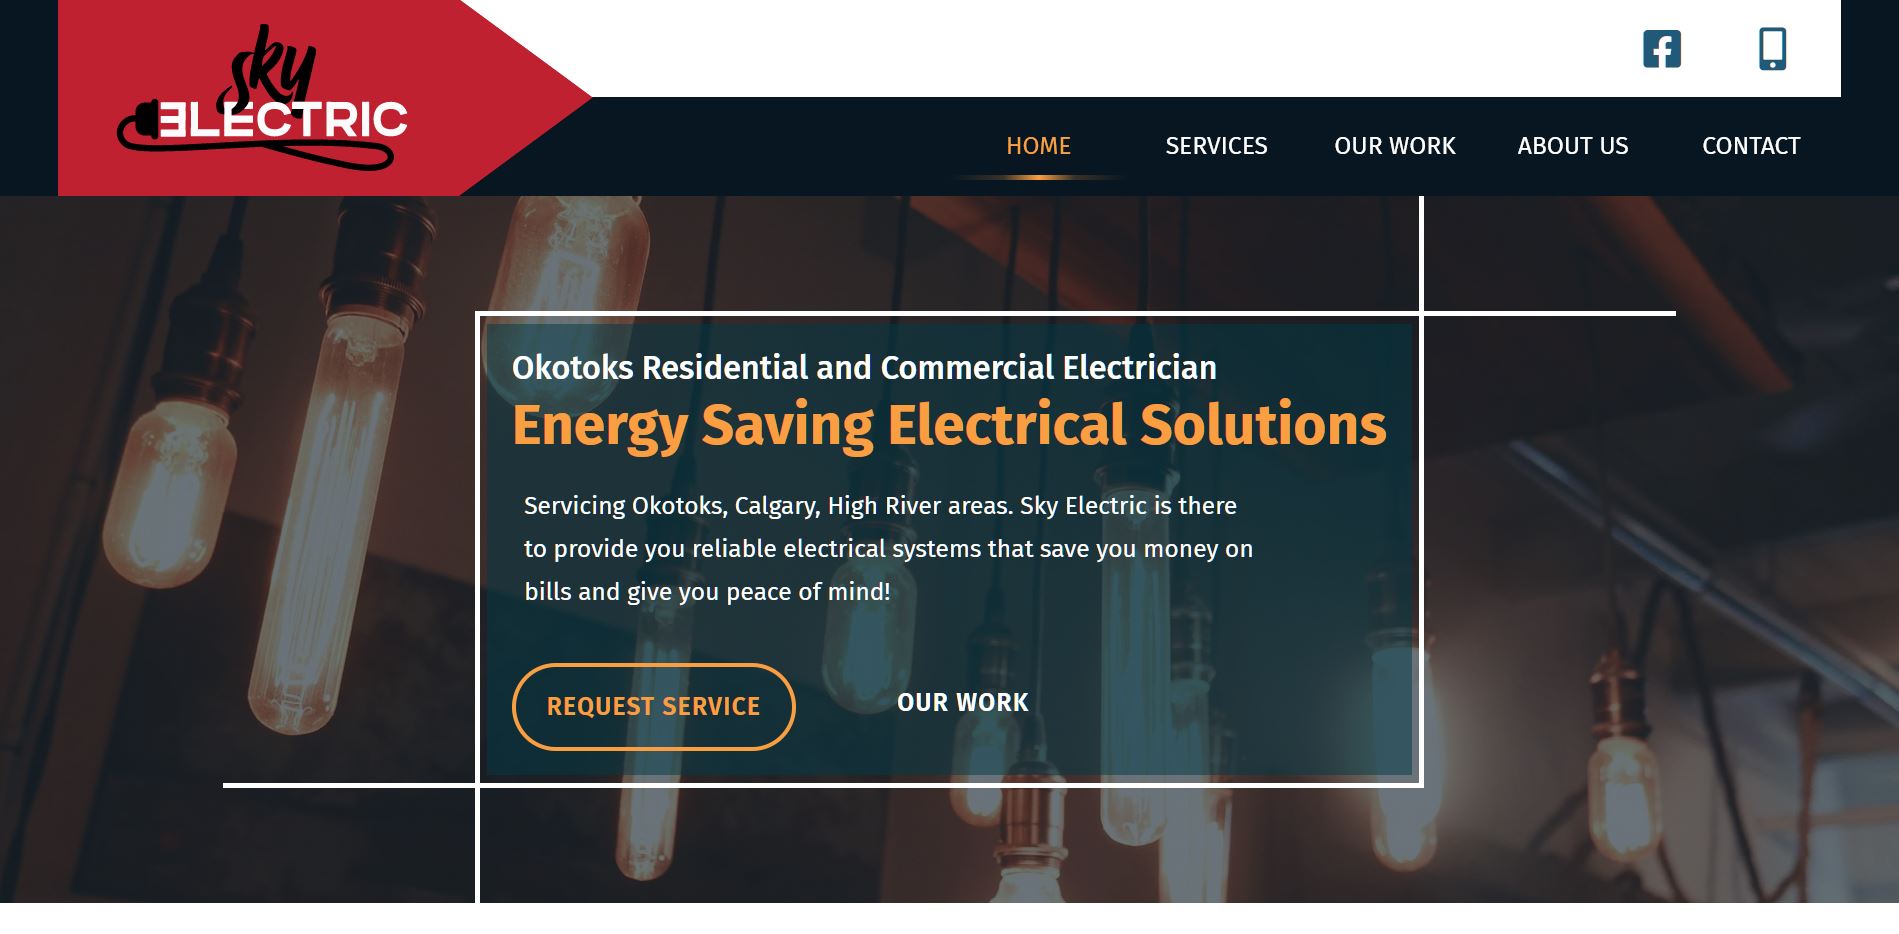 sky
ELECTRIC
HOME SERVICES OUR WORK ABOUT US CONTACT
Okotoks Residential and Commercial Electrician
Energy Saving Electrical Solutions
Servicing Okotoks, Calgary, High River areas. Sky Electric is there
to provide you reliable electrical systems that save you money on
bills and give you peace of mind!
REQUEST SERVICE OUR WORK